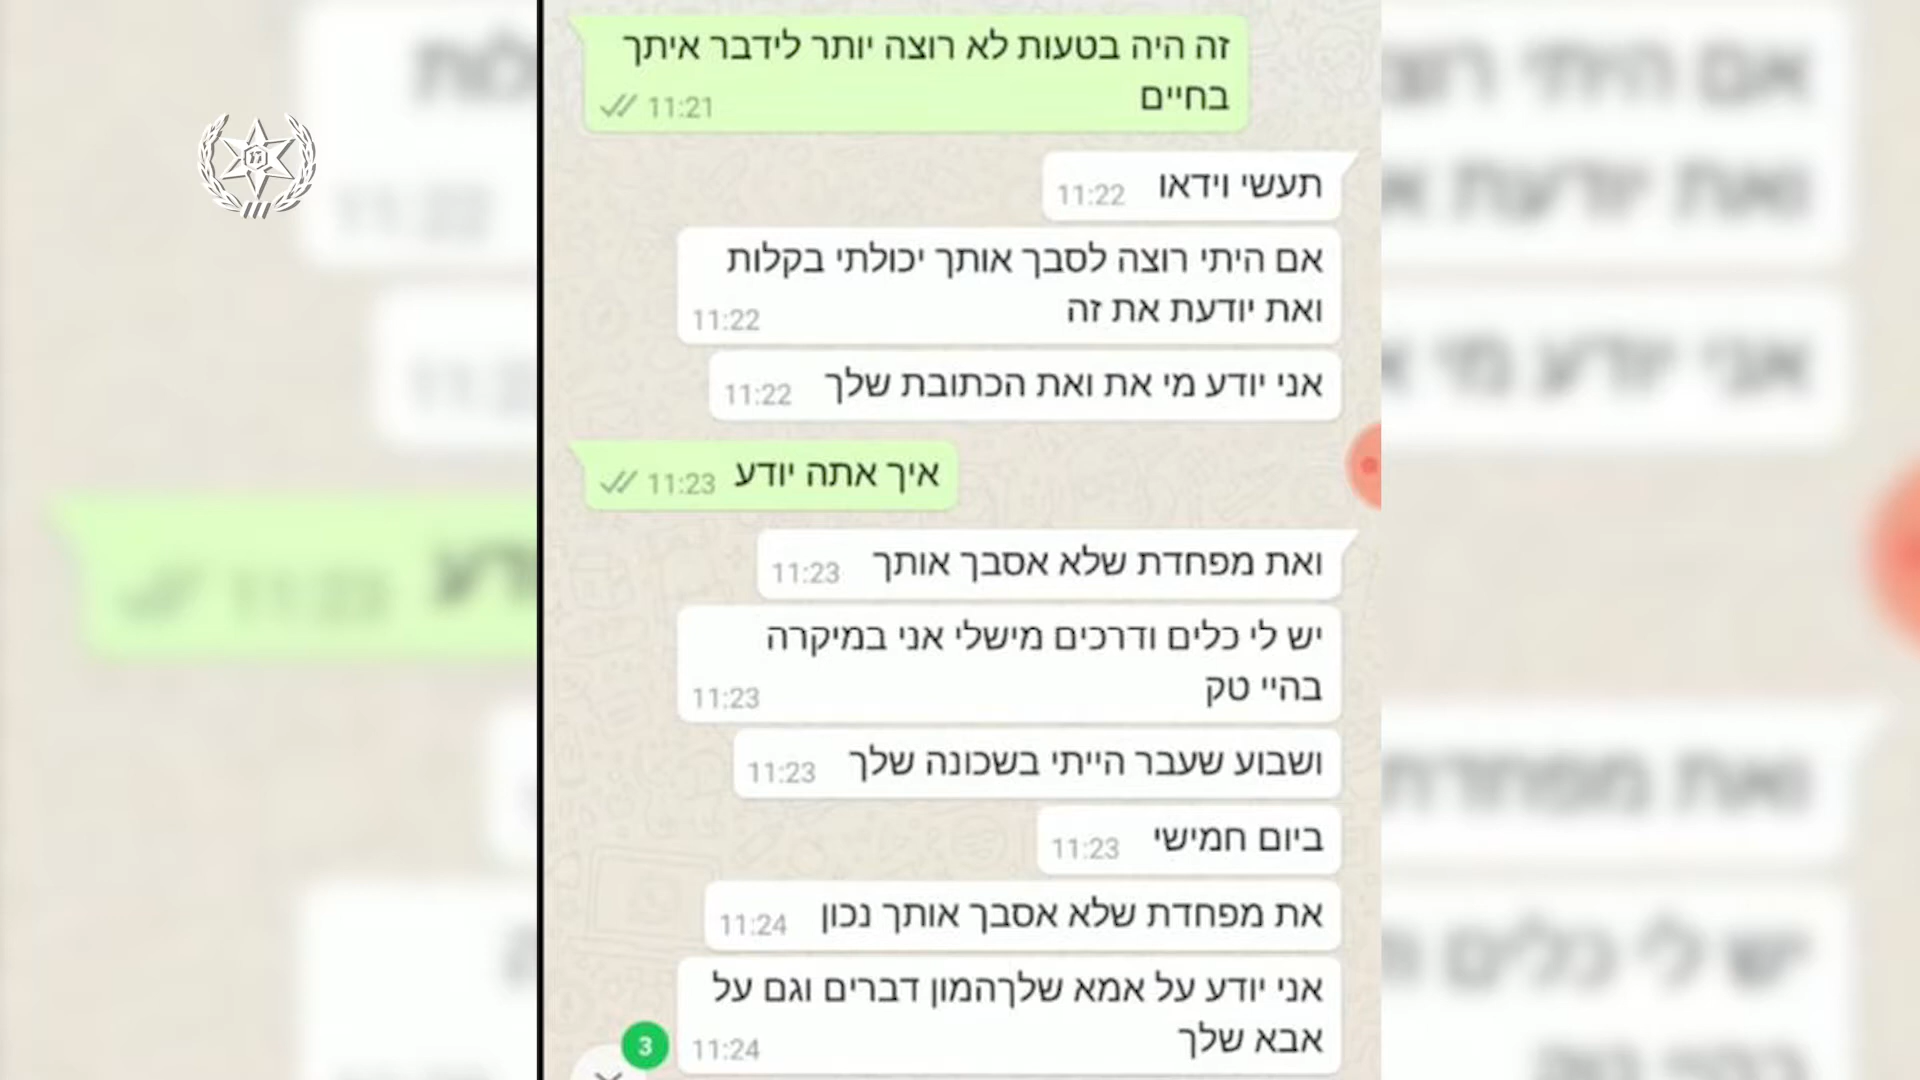 זה היה בטעות לא רוצה יותר לידבר איתך
בחיים
11:21
תעשי וידאו
11:22
אם היתי רוצה לסבך אותך יכולתי בקלות
ואת יודעת את זה
11:22
אני יודע מי את ואת הכתובת שלך
11:22
איך אתה יודע
11:23
ואת מפחדת שלא אסבך אותך
11:23
יש לי כלים ודרכים מישלי אני במיקרה
בהיי טק
11:23
ושבוע שעבר הייתי בשכונה שלך
11:23
ביום חמישי
11:23
את מפחדת שלא אסבך אותך נכון
11:24
אני יודע על אמא שלךהמון דברים וגם על
אבא שלך
11:24
3